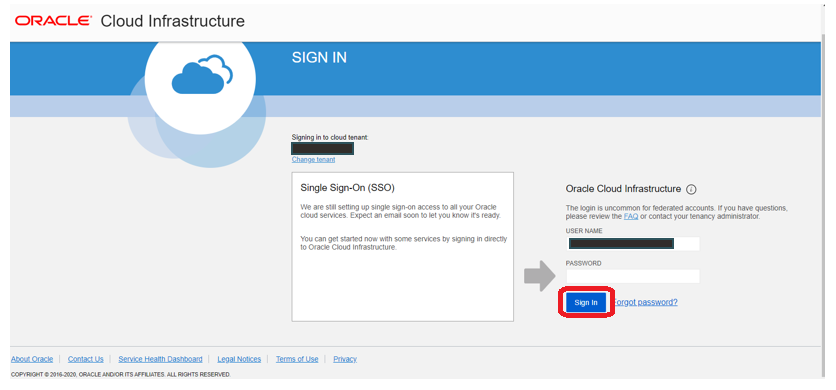 ORACLE® Cloud Infrastructure
SIGN IN
Signing in to cloud tenant:
Change tenant
Single Sign-On (SSO)
We are still setting up single sign-on access to all your Oracle
cloud services. Expect an email soon to let you know it's ready.
You can get started now with some services by signing in directly
to Oracle Cloud Infrastructure.
Oracle Cloud Infrastructure
The login is uncommon for federated accounts. If you have questions,
please review the FAQ or contact your tenancy administrator.
USER NAME
PASSWORD
Sign In
Forgot password?
About Oracle | Contact Us | Service Health Dashboard | Legal Notices | Terms of Use | Privacy
COPYRIGHT © 2016-2020, ORACLE AND/OR ITS AFFILIATES. ALL RIGHTS RESERVED.